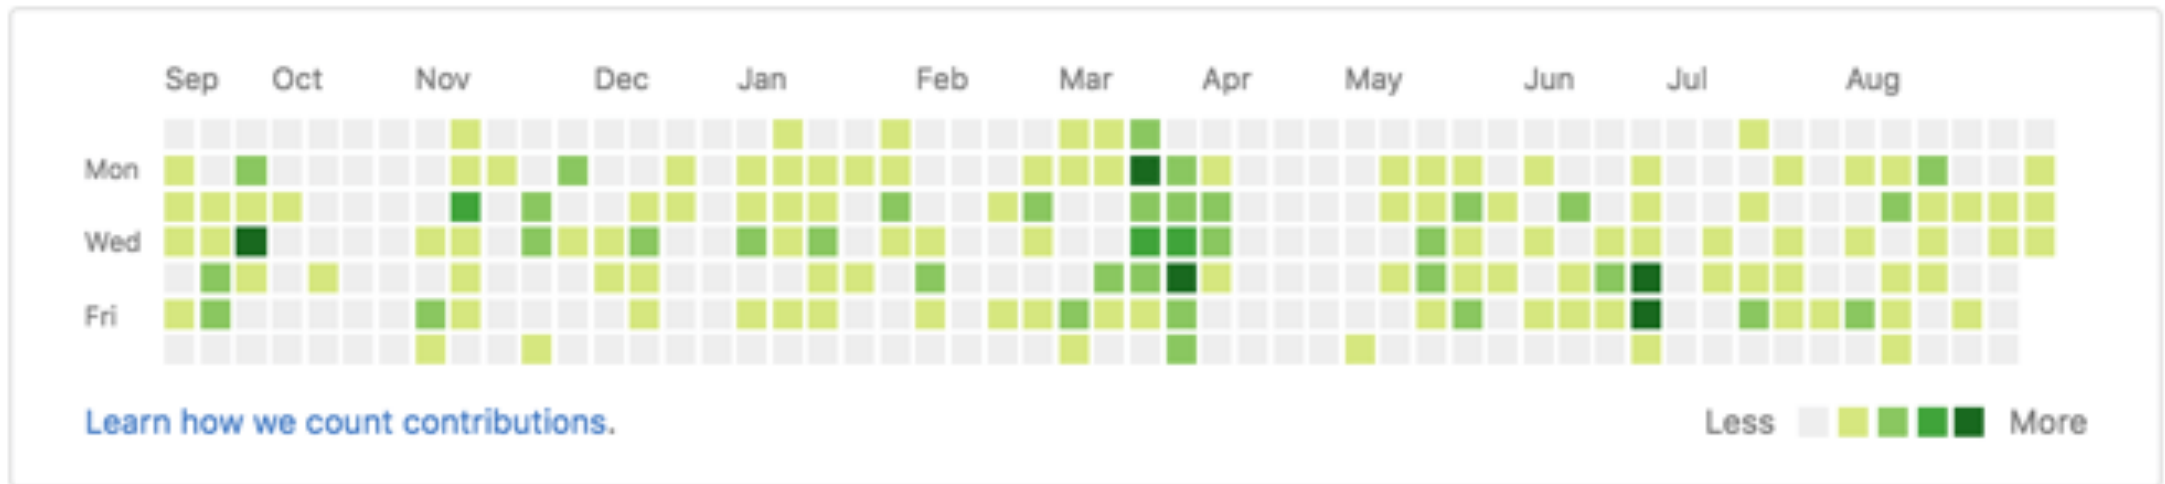 Sep Oct Nov Dec Jan Feb Mar Apr May Jun Jul Aug
Mon
Wed
Fri
Learn how we count contributions.
Less More